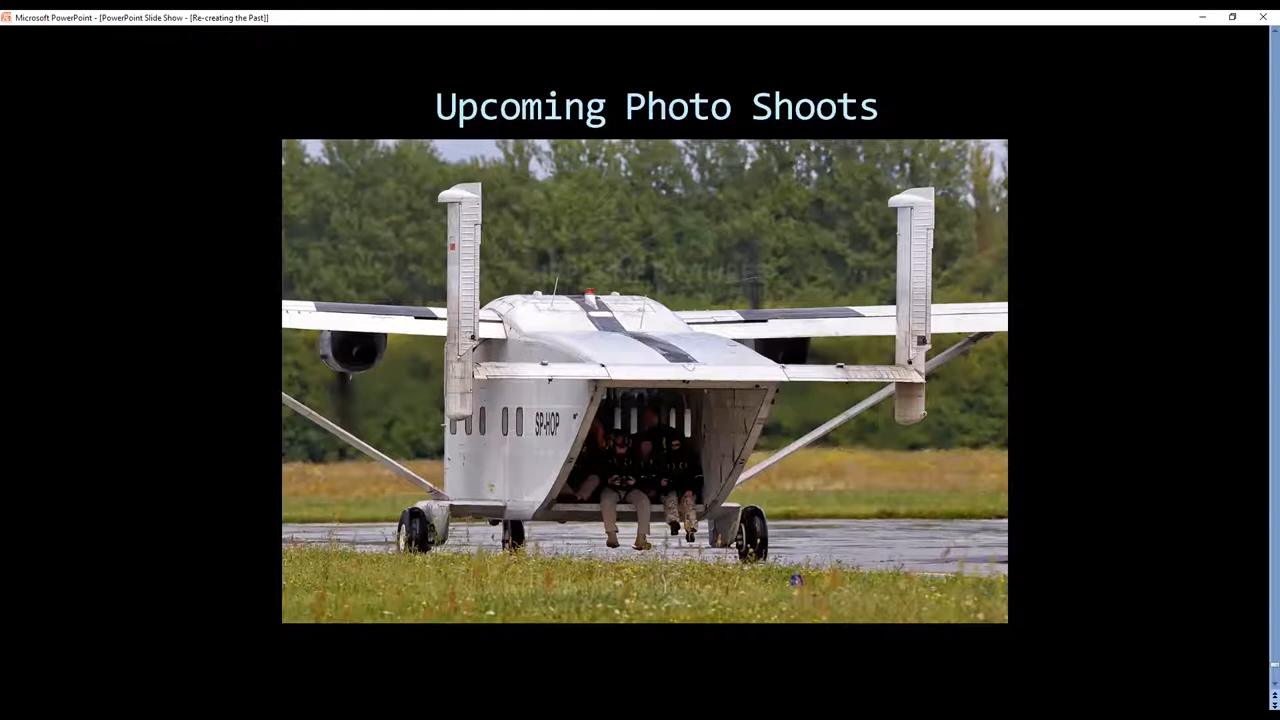 Microsoft PowerPoint - [PowerPoint Slide Show - [Re-creating the Past]]
Upcoming Photo Shoots
SP-HOP